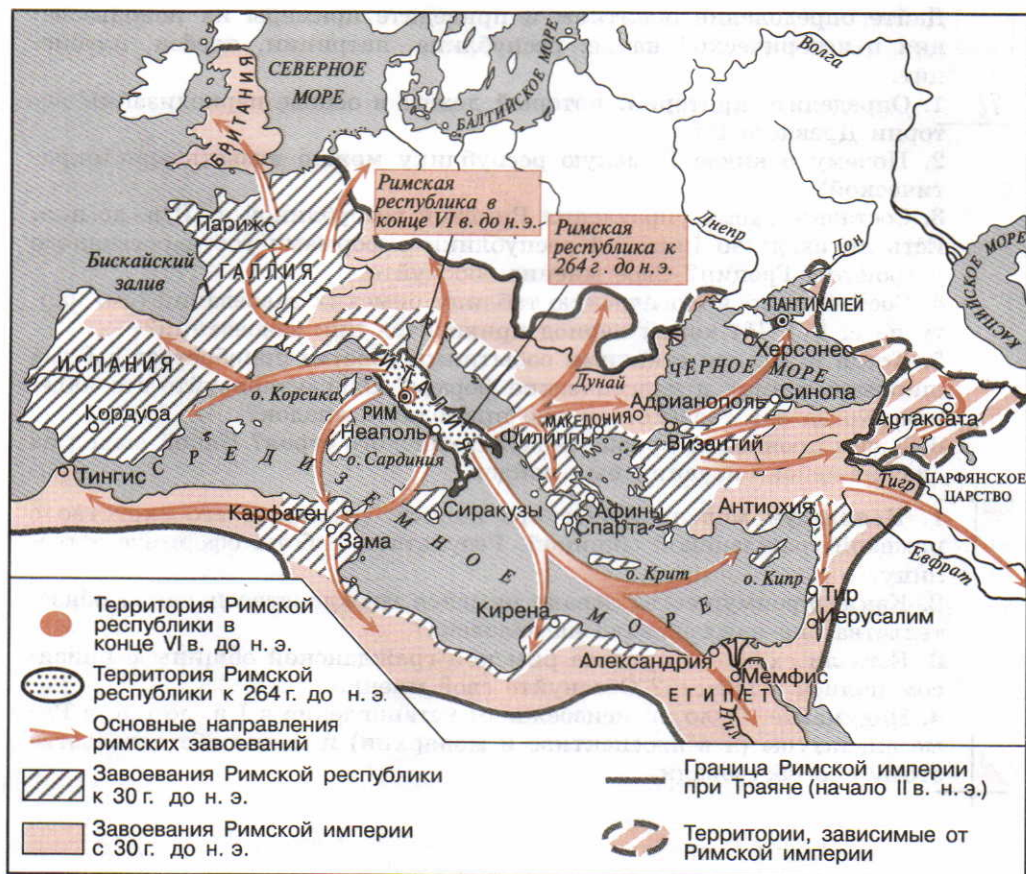 СЕВЕРНОЕ
МОРЕ
БАЛТИЙСКОЕ МОРЕ
Волга
БРИТАНИЯ
Римская
республика в
конце VI в. до н. э.
Римская
республика к
264 г. до н. э.
Днепр
Дон
КАСПИЙСКОЕ МОРЕ
Париж
Бискайский
залив
ГАЛЛИЯ
ПАНТИКАПЕЙ
Херсонес
ИСПАНИЯ
ИТАЛИЯ
Дунай
ЧЁРНОЕ МОРЕ
о. Корсика
Кордуба
РИМ
МАКЕДОНИЯ
Адрианополь
Синопа
Артаксата
Неаполь
Филиппы
Византий
о. Сардиния
Тингис
СРЕДИЗЕМНОЕ МОРЕ
Тигр
ПАРФЯНСКОЕ
ЦАРСТВО
Карфаген
Сиракузы
Афины
Спарта
Антиохия
Зама
Евфрат
о. Крит
о. Кипр
Кирена
Тир
Иерусалим
Александрия
Мемфис
ЕГИПЕТ
Нил
Территория Римской
республики в
конце VI в. до н. э.
Территория Римской
республики к 264 г. до н. э.
Основные направления
римских завоеваний
Завоевания Римской республики
к 30 г. до н. э.
Завоевания Римской империи
с 30 г. до н. э.
Граница Римской империи
при Траяне (начало II в. н. э.)
Территории, зависимые от
Римской империи